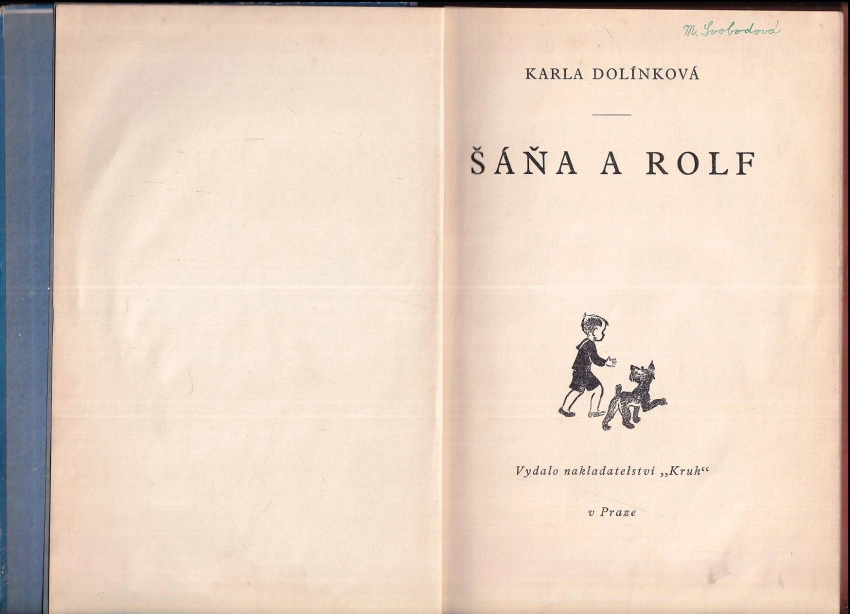 M. Svobodová
KARLA DOLÍNKOVÁ
ŠÁŇA A ROLF
Vydalo nakladatelství „Kruh“
v Praze